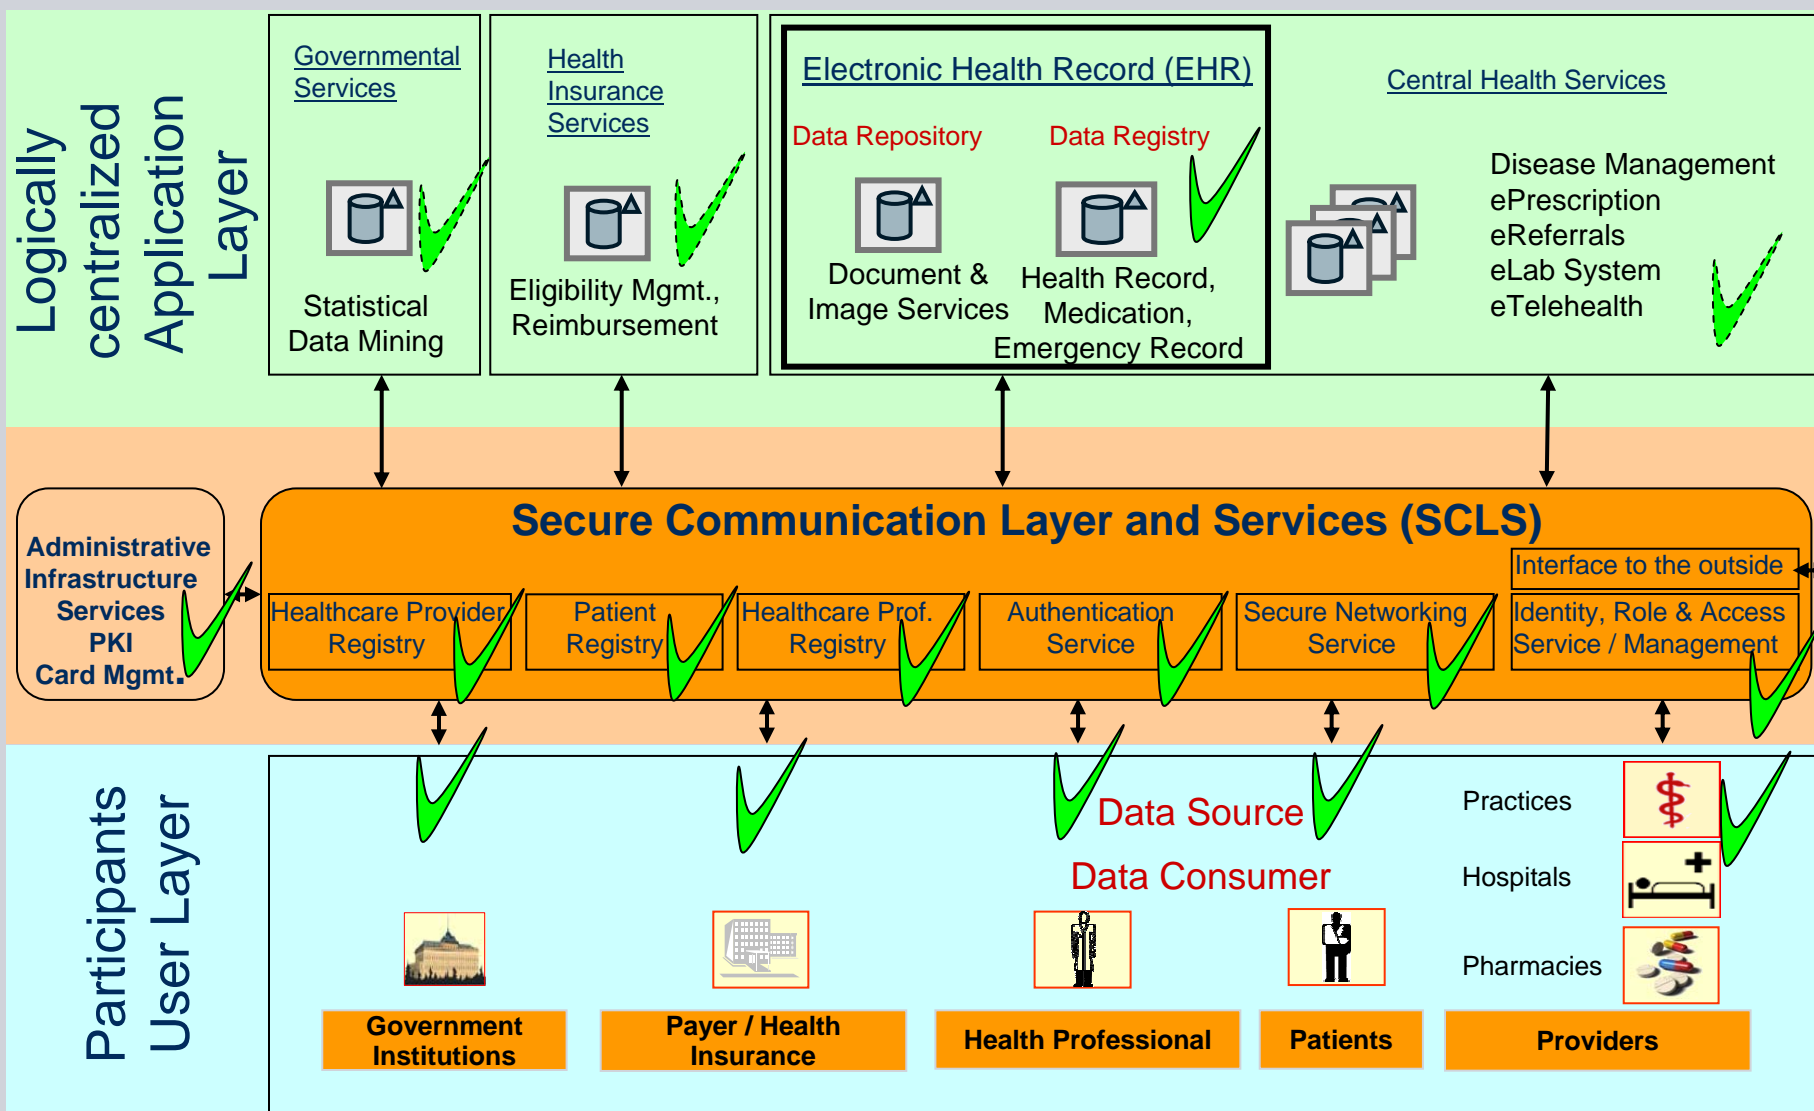 Logically
centralized
Application
Layer
Governmental
Services
Statistical
Data Mining
Health
Insurance
Services
Eligibility Mgmt.,
Reimbursement
Electronic Health Record (EHR)
Data Repository
Document &
Image Services
Data Registry
Health Record,
Medication,
Emergency Record
Central Health Services
Disease Management
ePrescription
eReferrals
eLab System
eTelehealth
Administrative
Infrastructure
Services
PKI
Card Mgmt.
Secure Communication Layer and Services (SCLS)
Interface to the outside
Healthcare Provider
Registry
Patient
Registry
Healthcare Prof.
Registry
Authentication
Service
Secure Networking
Service
Identity, Role & Access
Service / Management
Participants
User Layer
Data Source
Data Consumer
Practices
Hospitals
Pharmacies
Government
Institutions
Payer / Health
Insurance
Health Professional
Patients
Providers